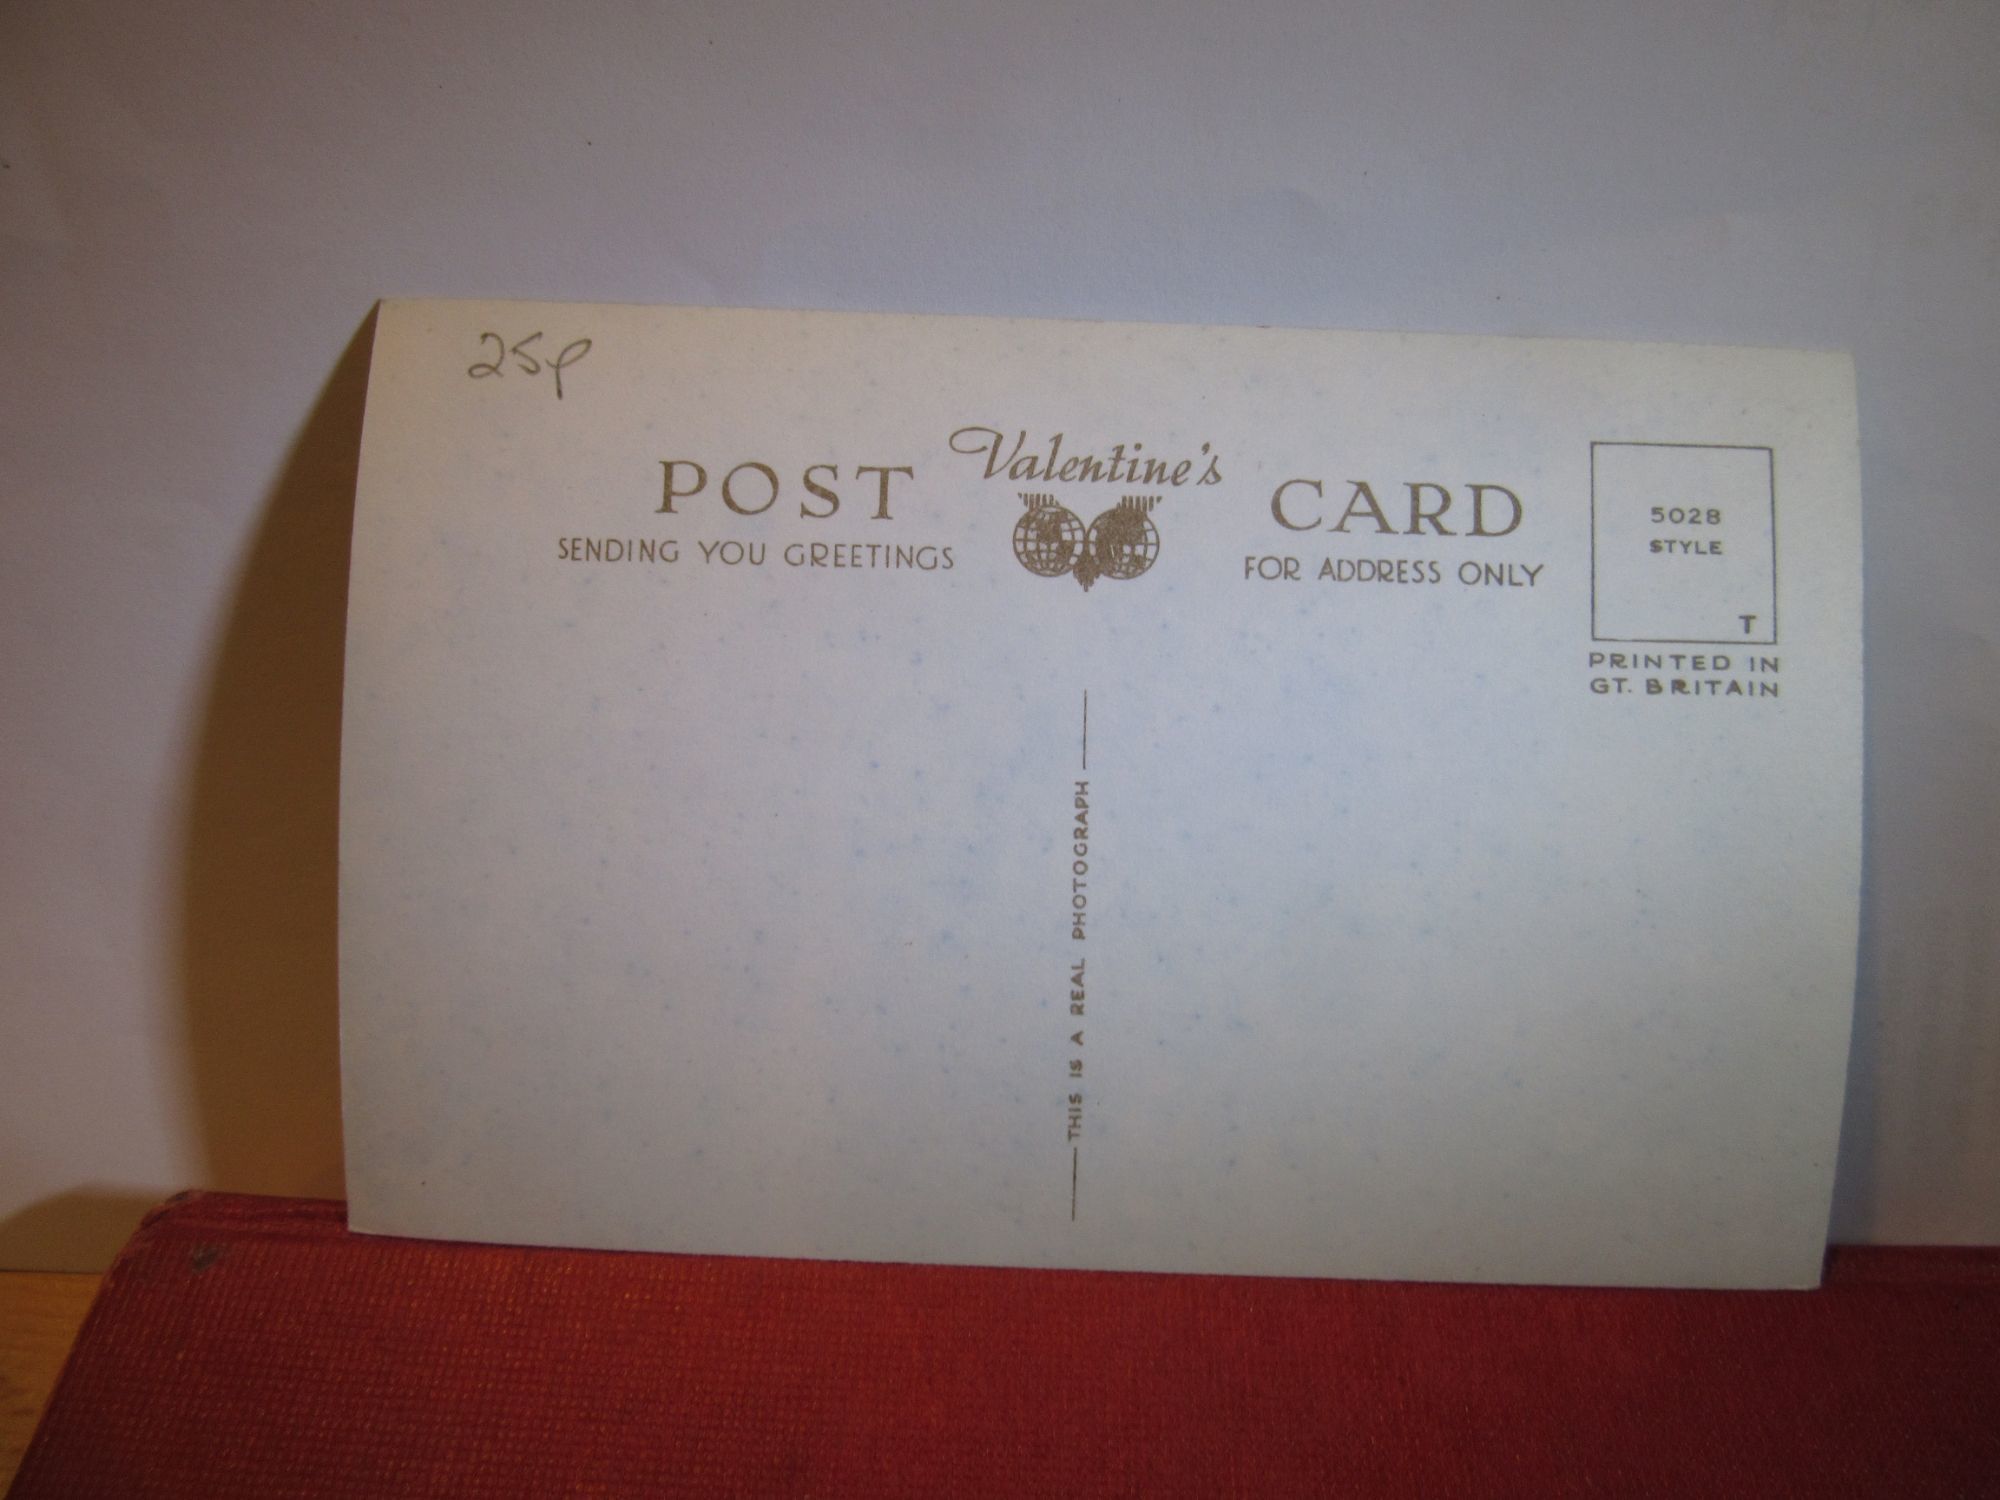 25p
POST Valentine's CARD
SENDING YOU GREETINGS
FOR ADDRESS ONLY
5028
STYLE
T
PRINTED IN
GT. BRITAIN
THIS IS A REAL PHOTOGRAPH